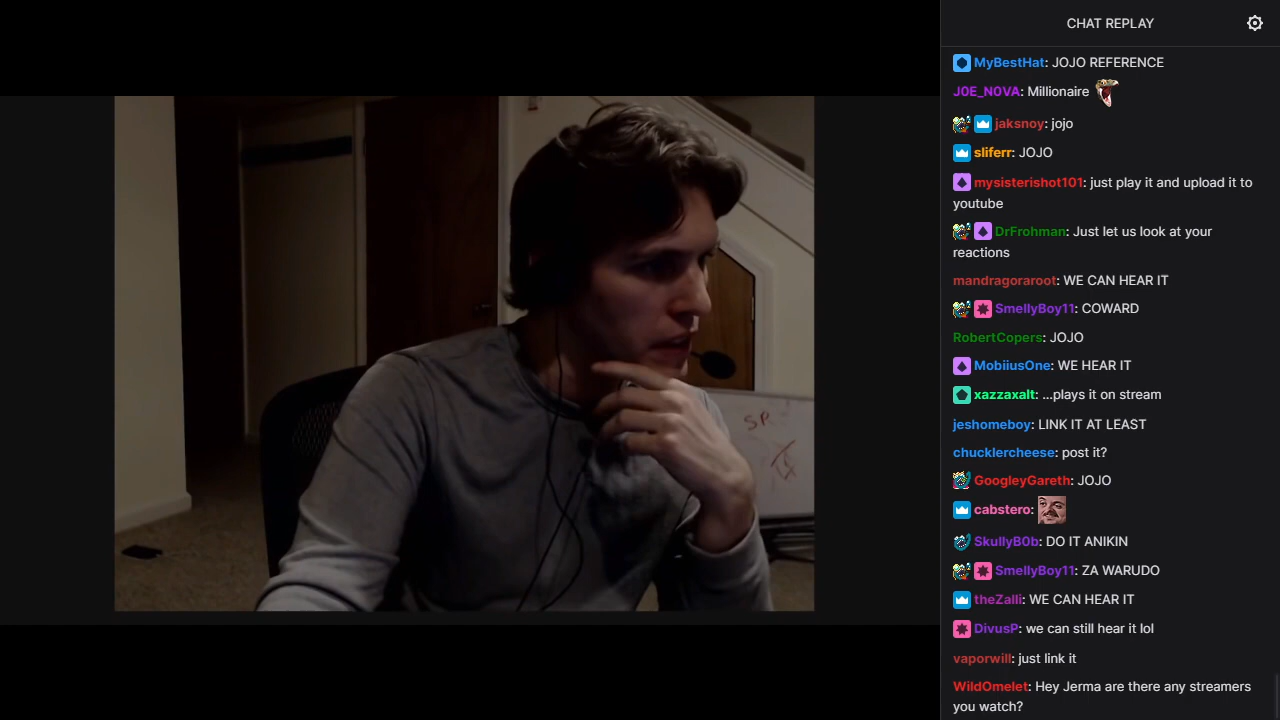 CHAT REPLAY
MyBestHat: JOJO REFERENCE
J0E_N0VA: Millionaire
jaksnoy: jojo
sliferr: JOJO
mysisterishot101: just play it and upload it to
youtube
DrFrohman: Just let us look at your
reactions
mandragoraroot: WE CAN HEAR IT
SmellyBoy11: COWARD
RobertCopers: JOJO
MobiiusOne: WE HEAR IT
xazzaxalt: ...plays it on stream
jeshomeboy: LINK IT AT LEAST
chucklercheese: post it?
GoogleyGareth: JOJO
cabstero:
SkullyB0b: DO IT ANIKIN
SmellyBoy11: ZA WARUDO
theZalli: WE CAN HEAR IT
DivusP: we can still hear it lol
vaporwill: just link it
WildOmelet: Hey Jerma are there any streamers
you watch?